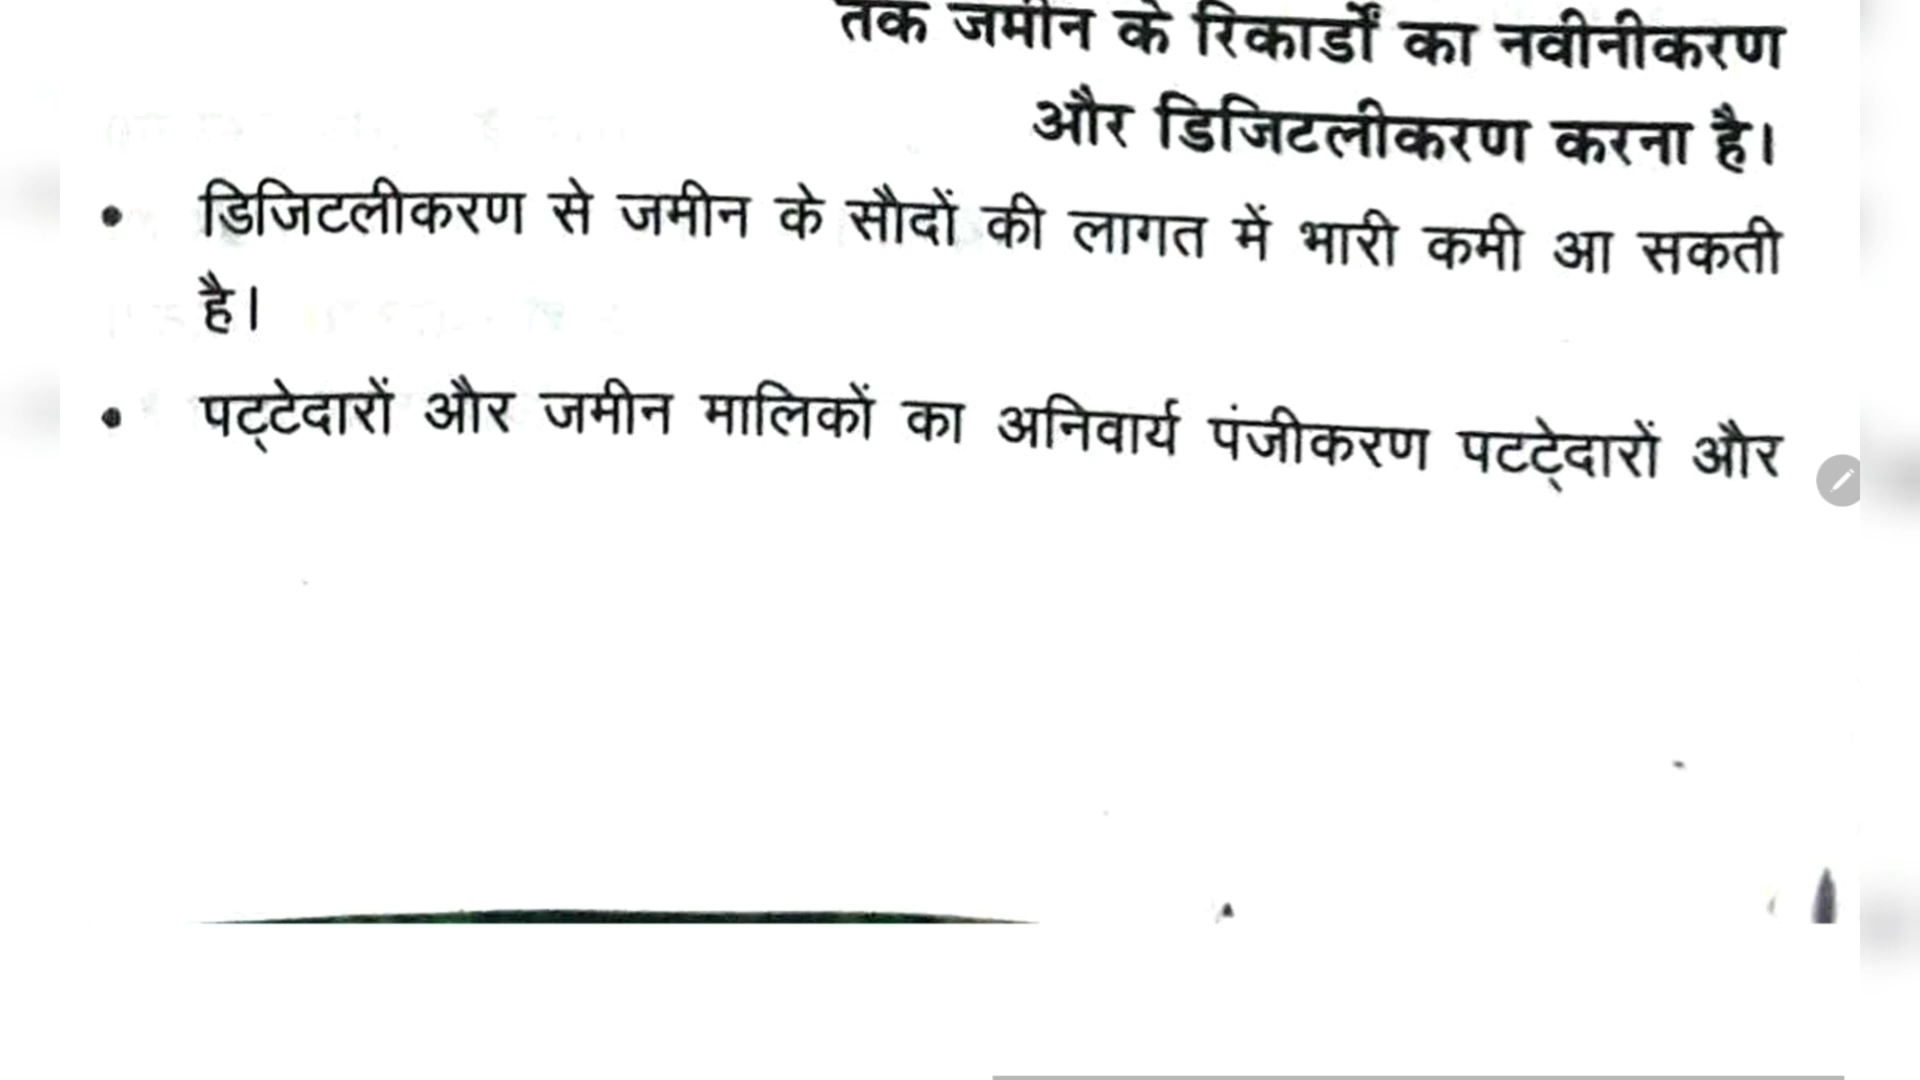 तक जमीन के रिकार्डों का नवीनीकरण
और डिजिटलीकरण करना है।
• डिजिटलीकरण से जमीन के सौदों की लागत में भारी कमी आ सकती
है।
• पट्टेदारों और जमीन मालिकों का अनिवार्य पंजीकरण पटट्ेदारों और